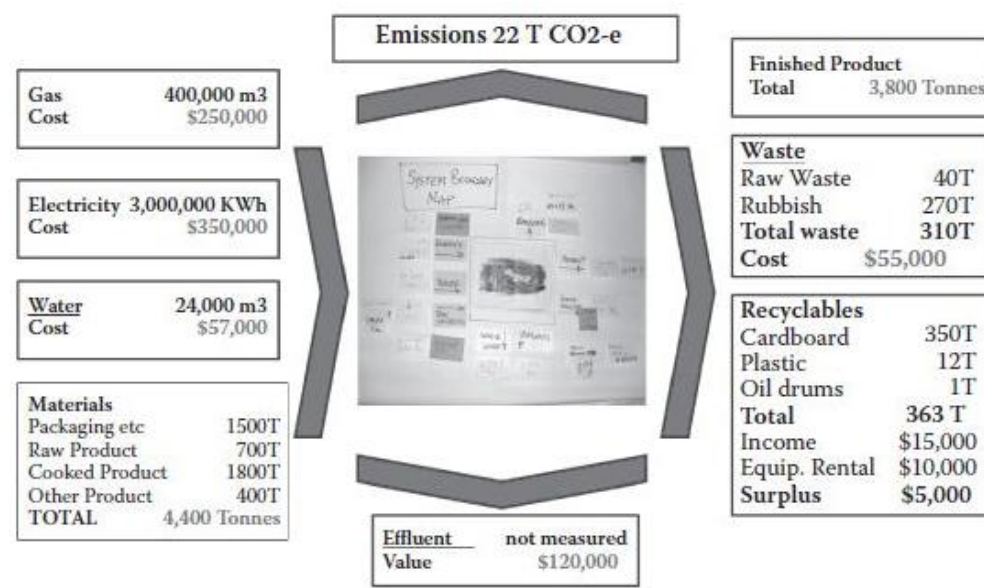 Emissions 22 T CO2-e
Gas 400,000 m3
Cost $250,000
Electricity 3,000,000 KWh
Cost $350,000
Water 24,000 m3
Cost $57,000
Materials
Packaging etc 1500T
Raw Product 700T
Cooked Product 1800T
Other Product 400T
TOTAL 4,400 Tonnes
SYSTEM BOUNDARY
MAP
Effluent not measured
Value $120,000
Finished Product
Total 3,800 Tonnes
Waste
Raw Waste 40T
Rubbish 270T
Total waste 310T
Cost $55,000
Recyclables
Cardboard 350T
Plastic 12T
Oil drums 1T
Total 363 T
Income $15,000
Equip. Rental $10,000
Surplus $5,000